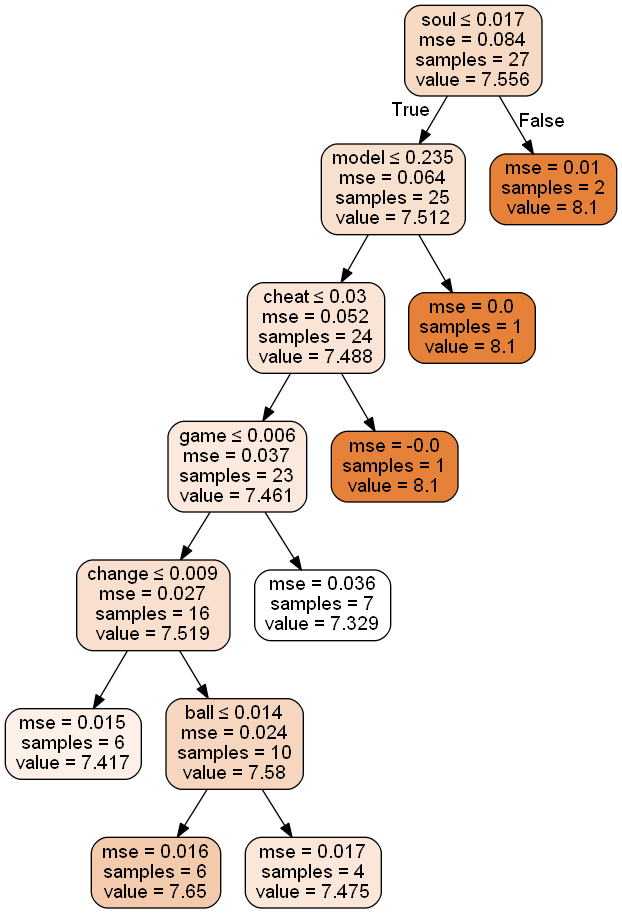 soul ≤ 0.017
mse = 0.084
samples = 27
value = 7.556
True
False
model ≤ 0.235
mse = 0.064
samples = 25
value = 7.512
mse = 0.01
samples = 2
value = 8.1
cheat ≤ 0.03
mse = 0.052
samples = 24
value = 7.488
mse = 0.0
samples = 1
value = 8.1
game ≤ 0.006
mse = 0.037
samples = 23
value = 7.461
mse = -0.0
samples = 1
value = 8.1
change ≤ 0.009
mse = 0.027
samples = 16
value = 7.519
mse = 0.036
samples = 7
value = 7.329
mse = 0.015
samples = 6
value = 7.417
ball ≤ 0.014
mse = 0.024
samples = 10
value = 7.58
mse = 0.016
samples = 6
value = 7.65
mse = 0.017
samples = 4
value = 7.475